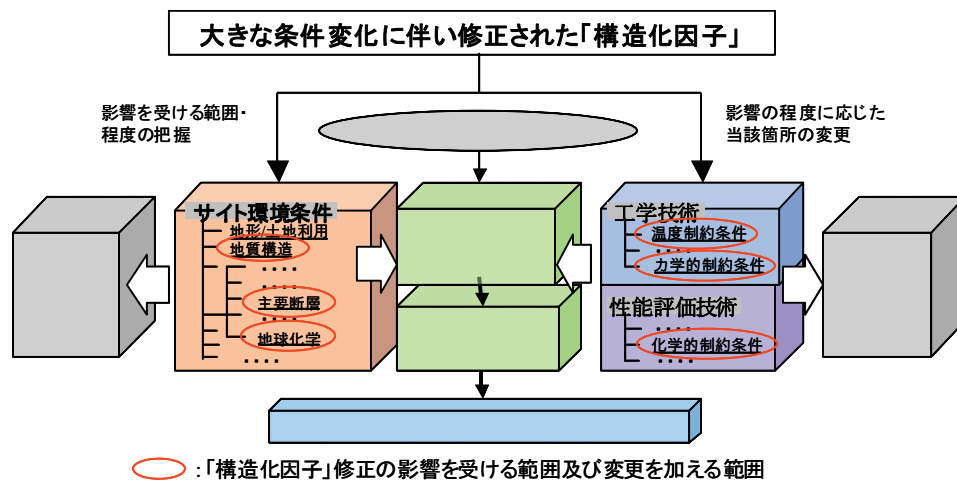 大きな条件変化に伴い修正された「構造化因子」
影響を受ける範囲・
程度の把握
影響の程度に応じた
当該箇所の変更
サイト環境条件
地形/土地利用
地質構造
・・・・
・・・・
主要断層
・・・・
地球化学
・・・・
工学技術
温度制約条件
・・・・
力学的制約条件
性能評価技術
・・・・
化学的制約条件
・・・・
：「構造化因子」修正の影響を受ける範囲及び変更を加える範囲